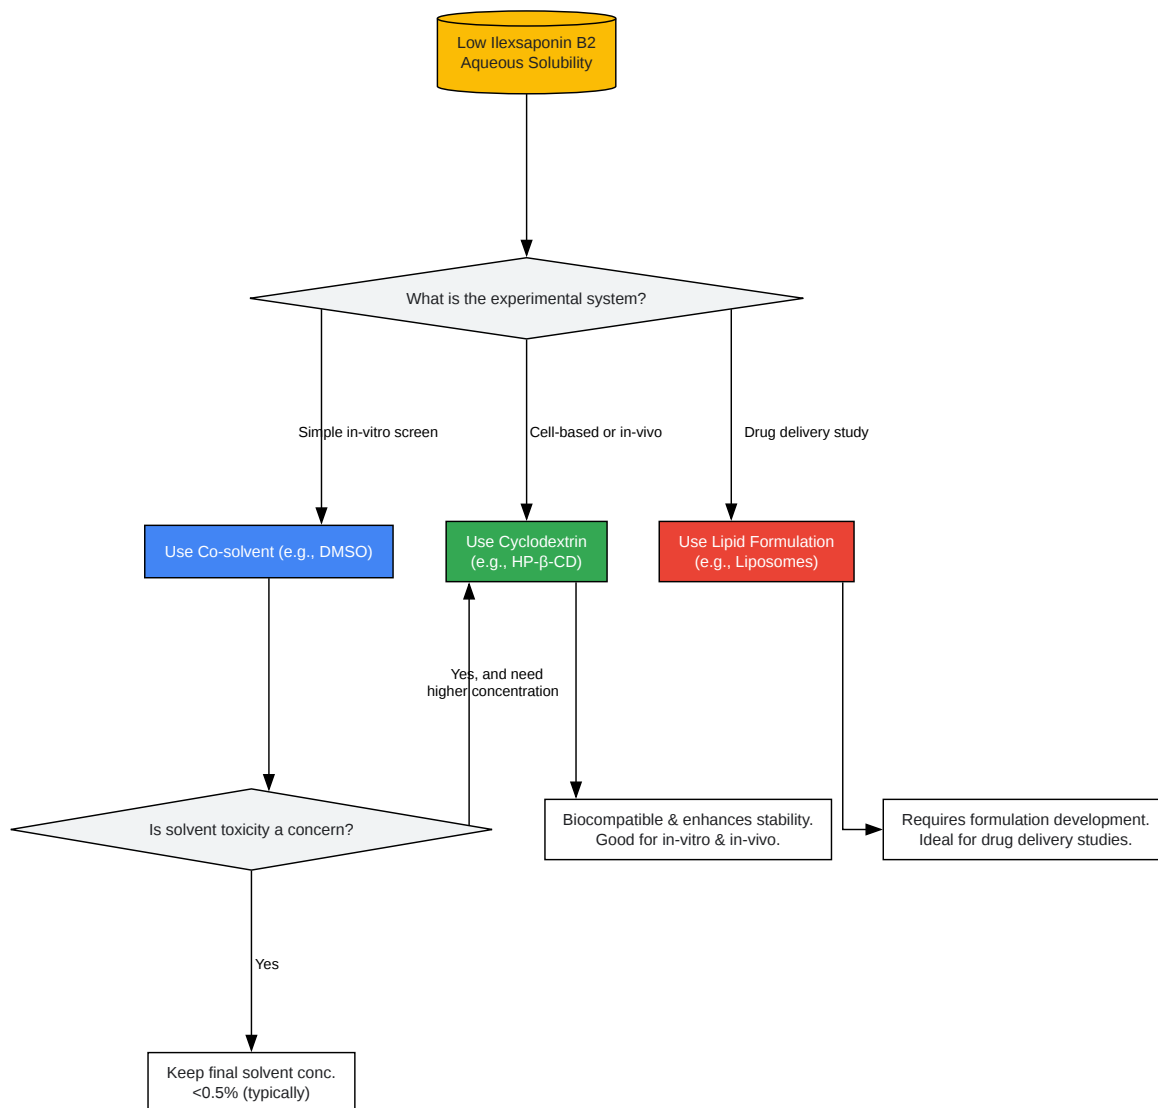 Low Ilexsaponin B2
Aqueous Solubility
What is the experimental system?
Simple in-vitro screen
Cell-based or in-vivo
Drug delivery study
Use Co-solvent (e.g., DMSO)
Use Cyclodextrin
(e.g., HP-β-CD)
Use Lipid Formulation
(e.g., Liposomes)
Yes, and need
higher concentration
Is solvent toxicity a concern?
Biocompatible & enhances stability.
Good for in-vitro & in-vivo.
Requires formulation development.
Ideal for drug delivery studies.
Yes
Keep final solvent conc.
<0.5% (typically)